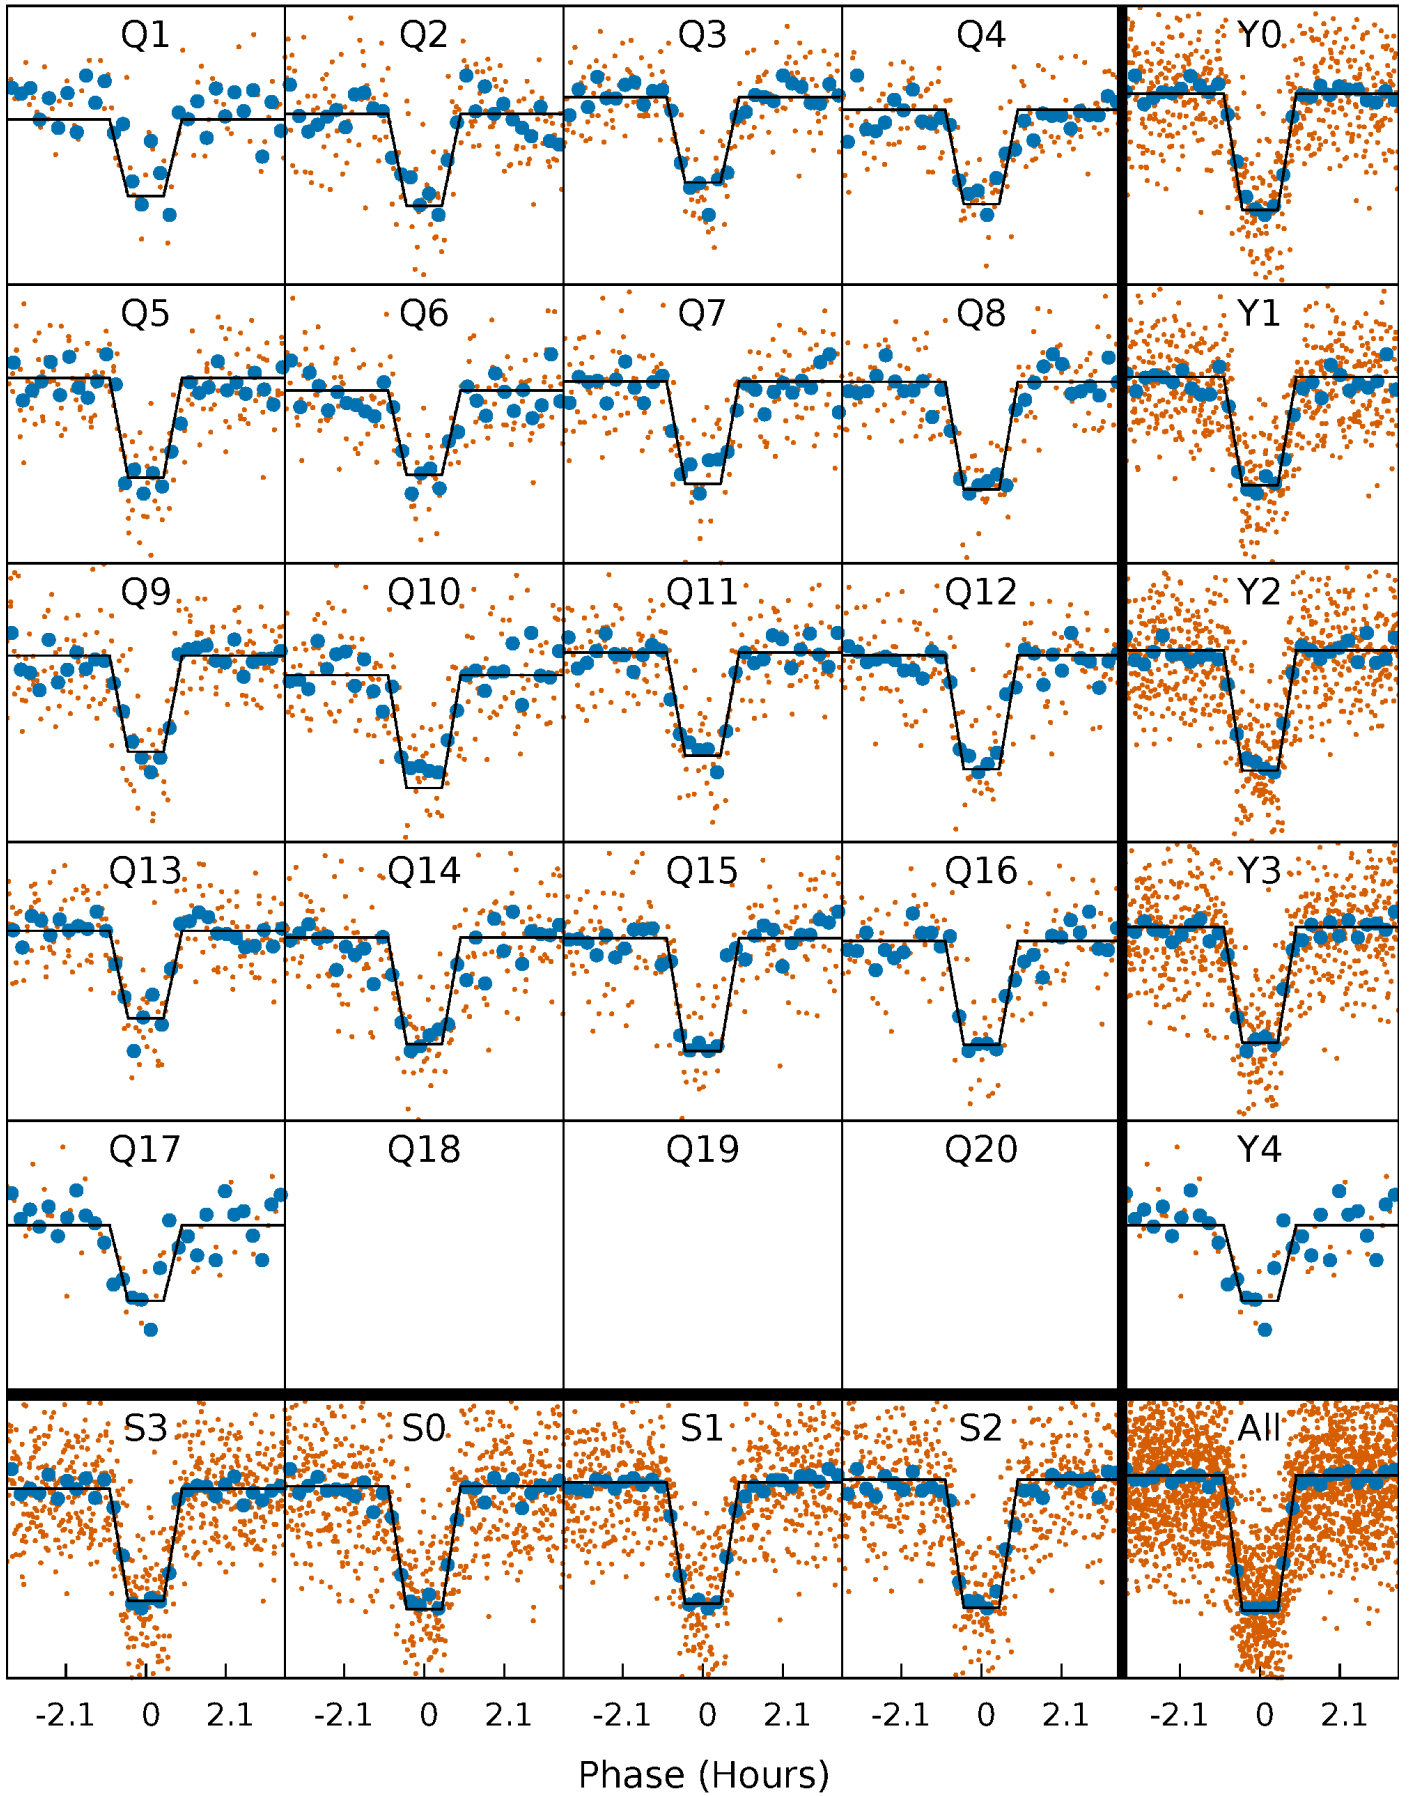 Q1 Q2 Q3 Q4 Y0
Q5 Q6 Q7 Q8 Y1
Q9 Q10 Q11 Q12 Y2
Q13 Q14 Q15 Q16 Y3
Q17 Q18 Q19 Q20 Y4
S3 S0 S1 S2 All
-2.1 0 2.1 -2.1 0 2.1 -2.1 0 2.1 -2.1 0 2.1 -2.1 0 2.1
Phase (Hours)